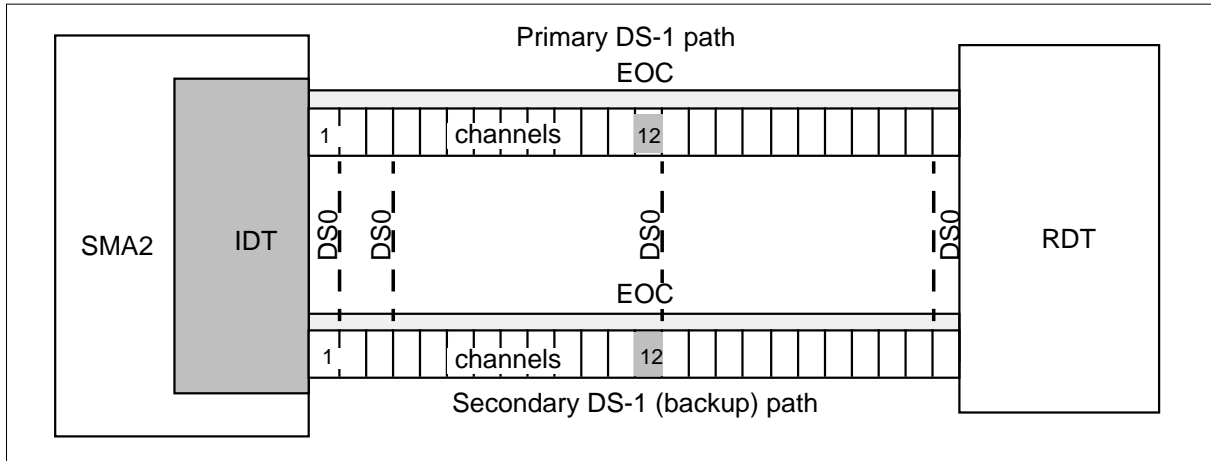 Primary DS-1 path
EOC
1
channels
12
SMA2
IDT
DS0
DS0
DS0
DS0
RDT
EOC
1
channels
12
Secondary DS-1 (backup) path